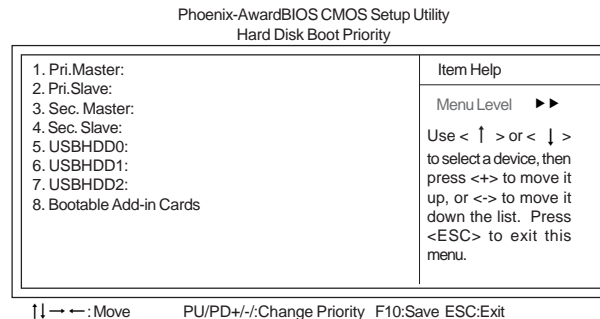 Phoenix-AwardBIOS CMOS Setup Utility
Hard Disk Boot Priority
1. Pri.Master:
2. Pri.Slave:
3. Sec. Master:
4. Sec. Slave:
5. USBHDD0:
6. USBHDD1:
7. USBHDD2:
8. Bootable Add-in Cards
Item Help
Menu Level ►►
Use < ↑ > or < ↓ >
to select a device, then
press <+> to move it
up, or <-> to move it
down the list. Press
<ESC> to exit this
menu.
↑↓→←: Move PU/PD+/-/:Change Priority F10:Save ESC:Exit